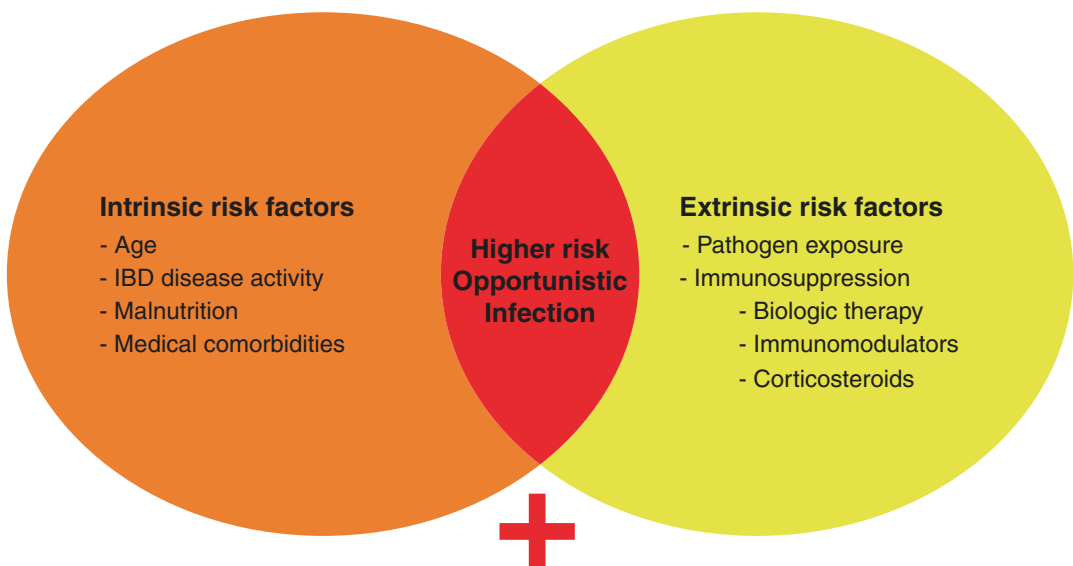 Intrinsic risk factors
- Age
- IBD disease activity
- Malnutrition
- Medical comorbidities
Higher risk
Opportunistic
Infection
Extrinsic risk factors
- Pathogen exposure
- Immunosuppression
- Biologic therapy
- Immunomodulators
- Corticosteroids